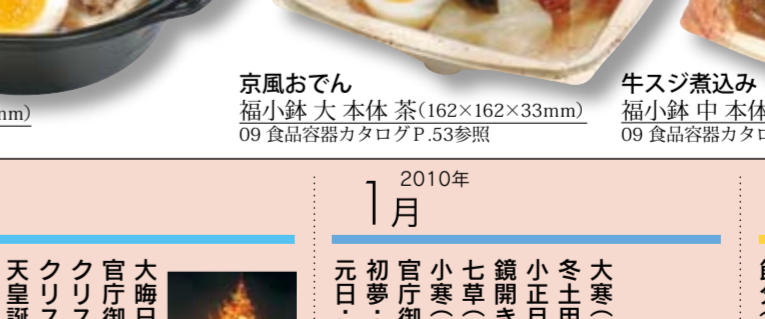 京風おでん
福小鉢 大 本体 茶(162×162×33mm)
09 食品容器カタログP.53参照
牛スジ煮込み
福小鉢 中 本体
09 食品容器カタ
mm)
2010年
1月
大晦日
官庁御
クリス
クリス
天皇誕
大寒(
冬土用
小正月
鏡開き
七草(
小寒(
官庁御
初夢・
元日・